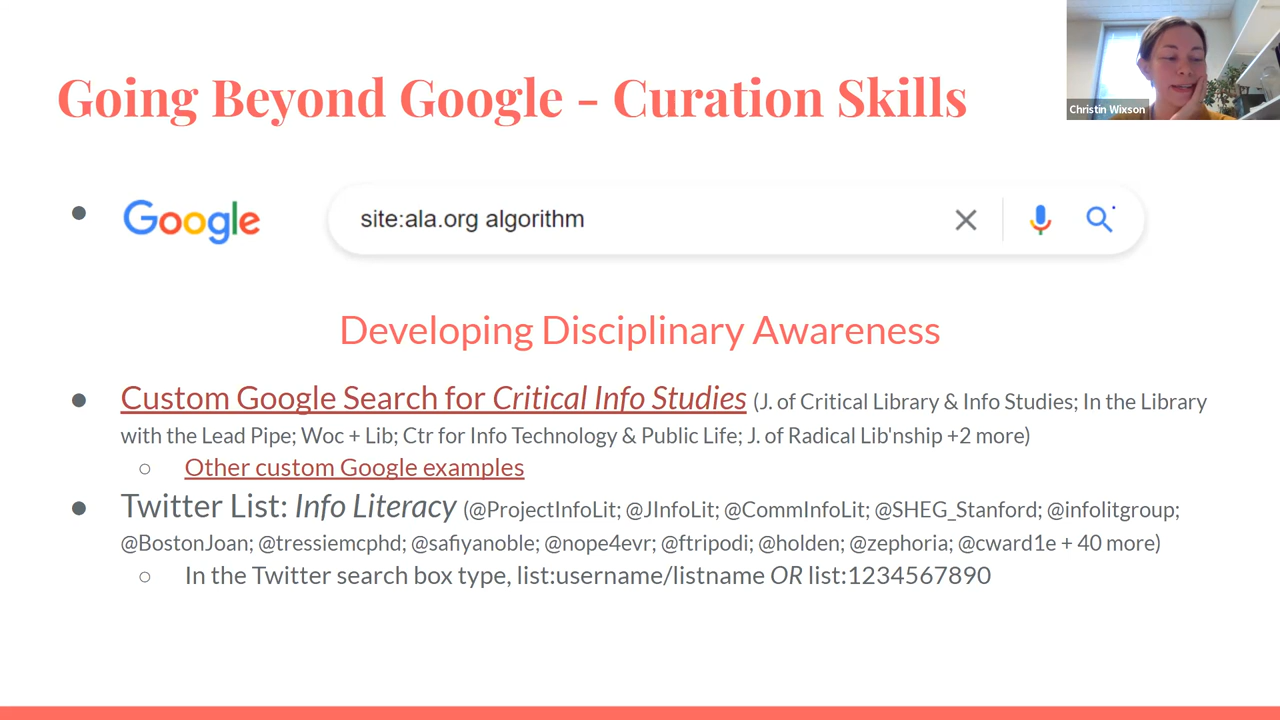 Going Beyond Google - Curation Skills
Christin Wixson
● Google site:ala.org algorithm
Developing Disciplinary Awareness
● Custom Google Search for Critical Info Studies (J. of Critical Library & Info Studies; In the Library
with the Lead Pipe; Woc + Lib; Ctr for Info Technology & Public Life; J. of Radical Lib'nship +2 more)
○ Other custom Google examples
● Twitter List: Info Literacy (@ProjectInfoLit; @JInfoLit; @CommInfoLit; @SHEG_Stanford; @infolitgroup;
@BostonJoan; @tressiemcphd; @safiyanoble; @nope4evr; @ftripodi; @holden; @zephoria; @cward1e + 40 more)
○ In the Twitter search box type, list:username/listname OR list:1234567890